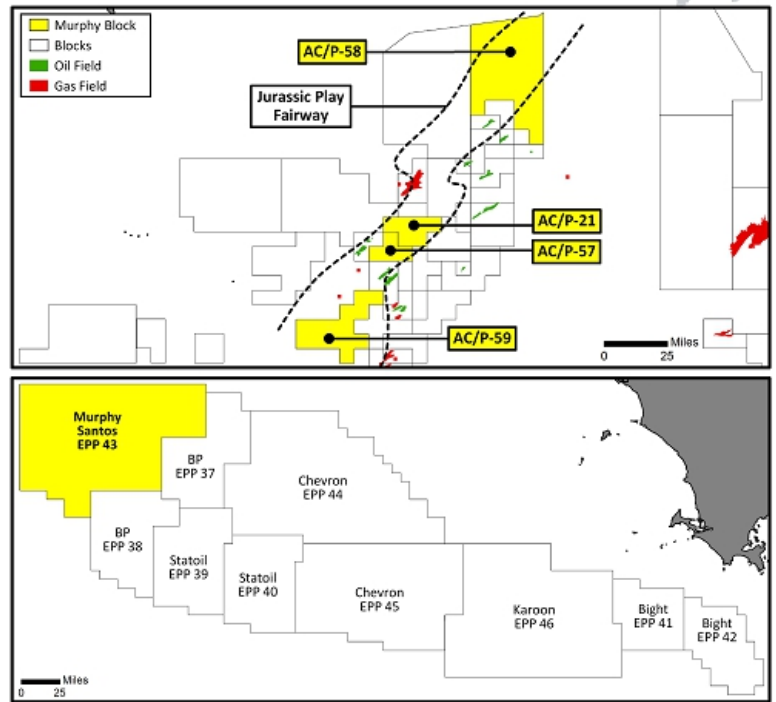 Murphy Block
Blocks
Oil Field
Gas Field
AC/P-58
Jurassic Play
Fairway
AC/P-21
AC/P-57
AC/P-59
Miles
0 25
Murphy
Santos
EPP 43
BP
EPP 37
Chevron
EPP 44
BP
EPP 38
Statoil
EPP 39
Statoil
EPP 40
Chevron
EPP 45
Karoon
EPP 46
Bight
EPP 41
Bight
EPP 42
Miles
0 25